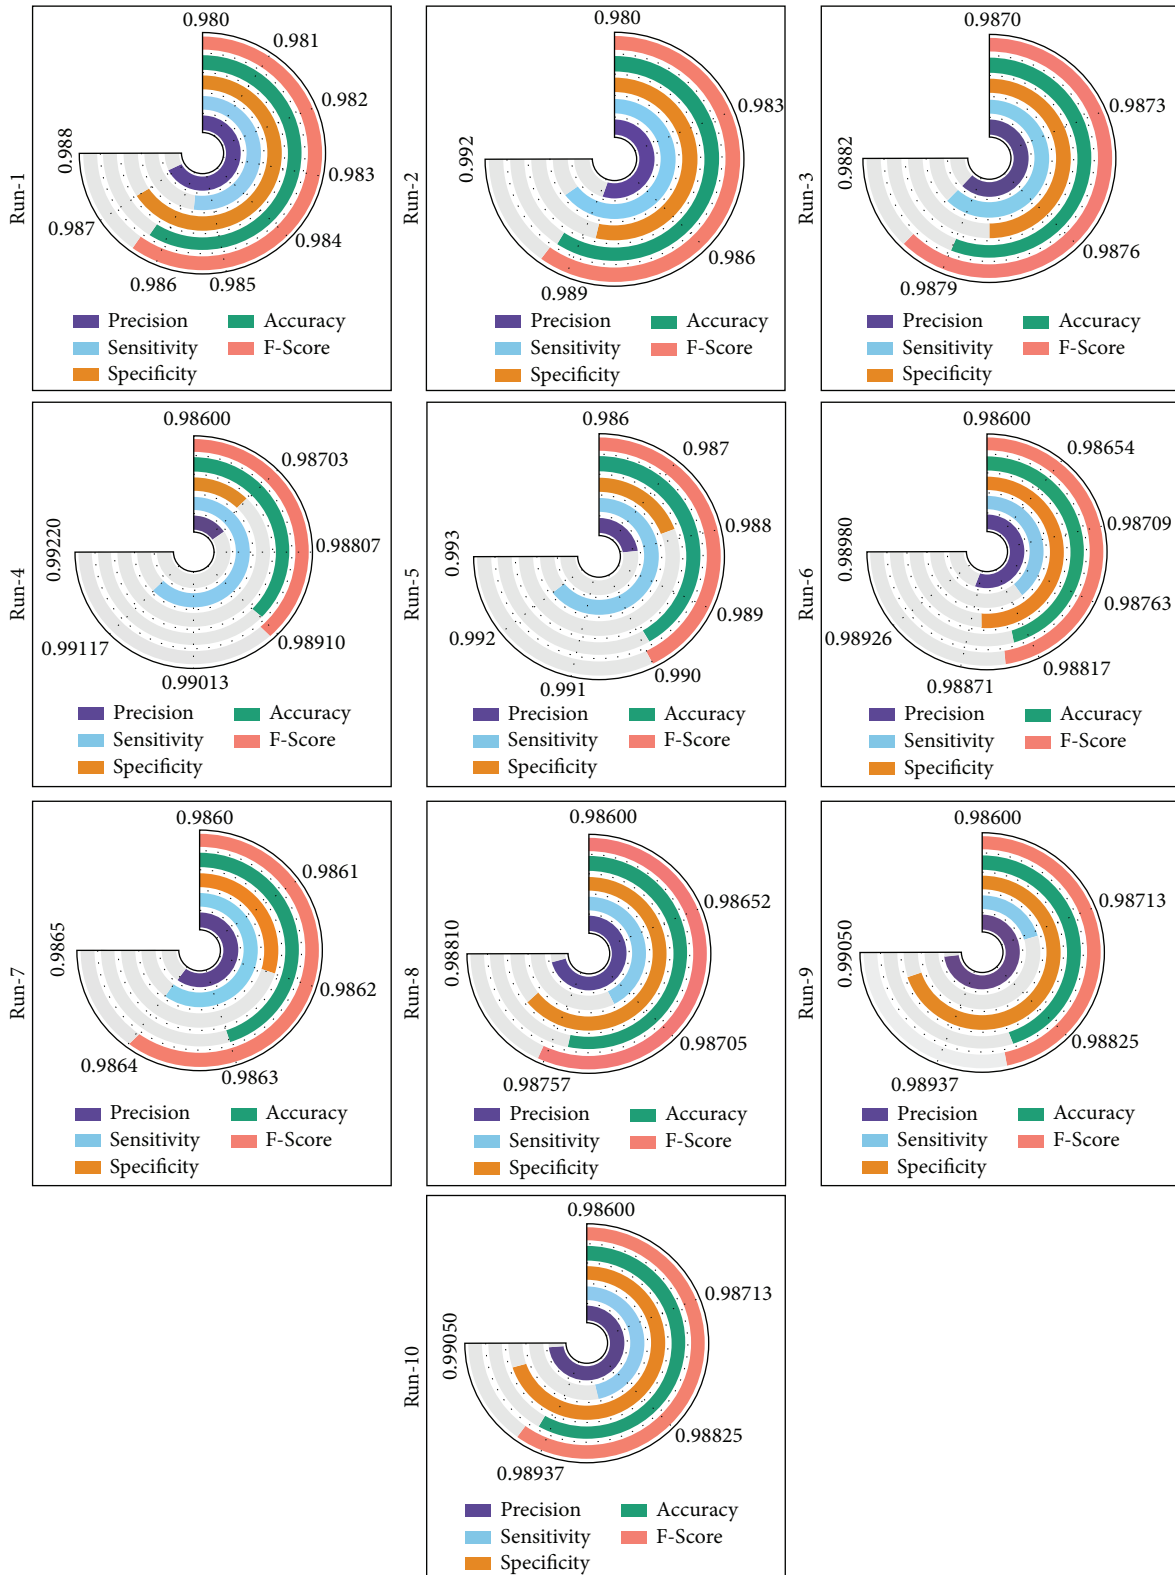 Run-1
0.980
0.981
0.982
0.983
0.984
0.985
0.986
0.987
0.988
Precision
Sensitivity
Specificity
Accuracy
F-Score
Run-2
0.980
0.983
0.986
0.989
0.992
Precision
Sensitivity
Specificity
Accuracy
F-Score
Run-3
0.9870
0.9873
0.9876
0.9879
0.9882
Precision
Sensitivity
Specificity
Accuracy
F-Score
Run-4
0.98600
0.98703
0.98807
0.98910
0.99013
0.99117
0.99220
Precision
Sensitivity
Specificity
Accuracy
F-Score
Run-5
0.986
0.987
0.988
0.989
0.990
0.991
0.992
0.993
Precision
Sensitivity
Specificity
Accuracy
F-Score
Run-6
0.98600
0.98654
0.98709
0.98763
0.98817
0.98871
0.98926
0.98980
Precision
Sensitivity
Specificity
Accuracy
F-Score
Run-7
0.9860
0.9861
0.9862
0.9863
0.9864
0.9865
Precision
Sensitivity
Specificity
Accuracy
F-Score
Run-8
0.98600
0.98652
0.98705
0.98757
0.98810
Precision
Sensitivity
Specificity
Accuracy
F-Score
Run-9
0.98600
0.98713
0.98825
0.98937
0.99050
Precision
Sensitivity
Specificity
Accuracy
F-Score
Run-10
0.98600
0.98713
0.98825
0.98937
0.99050
Precision
Sensitivity
Specificity
Accuracy
F-Score